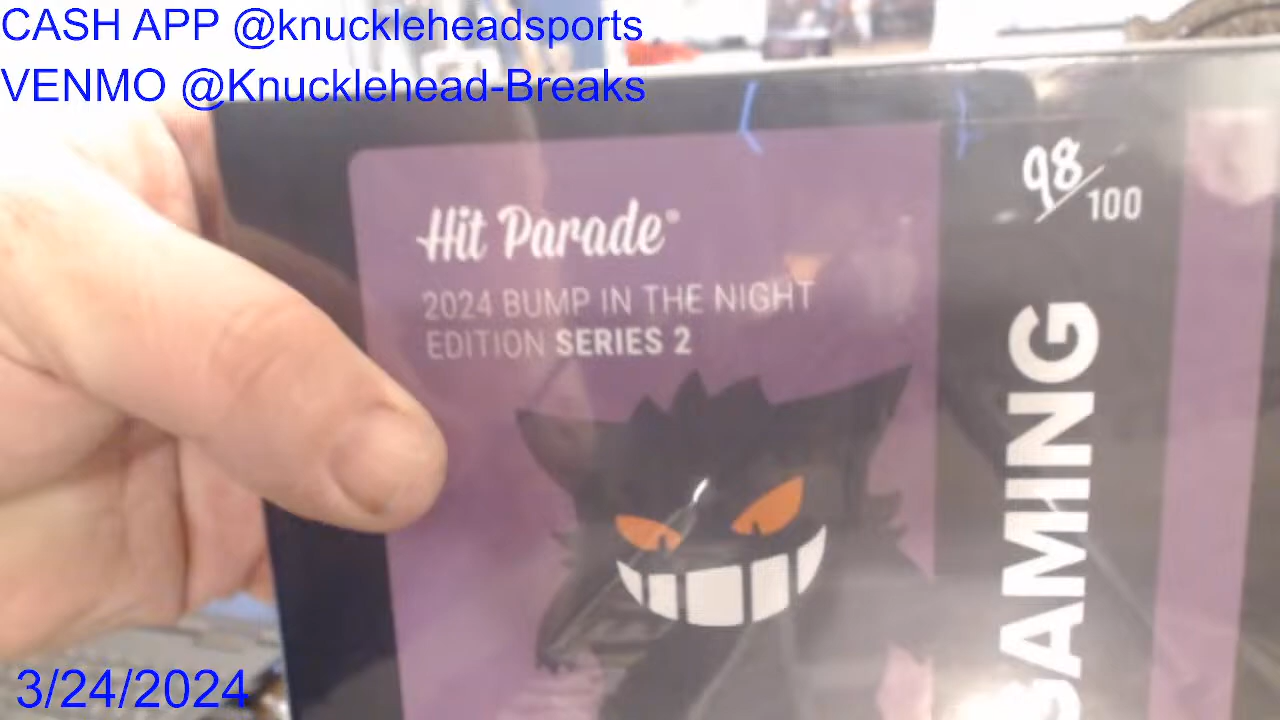 CASH APP @knuckleheadsports
VENMO @Knucklehead-Breaks
98/100
Hit Parade®
2024 BUMP IN THE NIGHT
EDITION SERIES 2
GAMING
3/24/2024